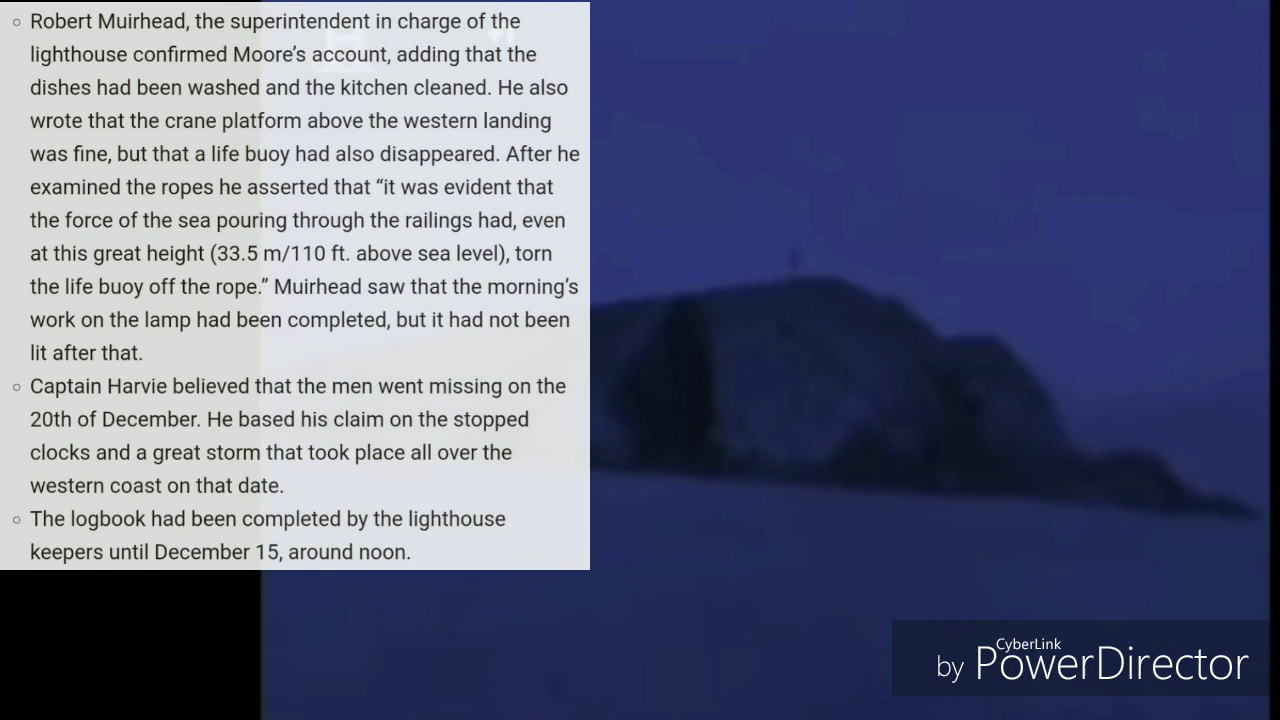 Robert Muirhead, the superintendent in charge of the
lighthouse confirmed Moore’s account, adding that the
dishes had been washed and the kitchen cleaned. He also
wrote that the crane platform above the western landing
was fine, but that a life buoy had also disappeared. After he
examined the ropes he asserted that “it was evident that
the force of the sea pouring through the railings had, even
at this great height (33.5 m/110 ft. above sea level), torn
the life buoy off the rope.” Muirhead saw that the morning’s
work on the lamp had been completed, but it had not been
lit after that.
Captain Harvie believed that the men went missing on the
20th of December. He based his claim on the stopped
clocks and a great storm that took place all over the
western coast on that date.
The logbook had been completed by the lighthouse
keepers until December 15, around noon.
CyberLink
by PowerDirector